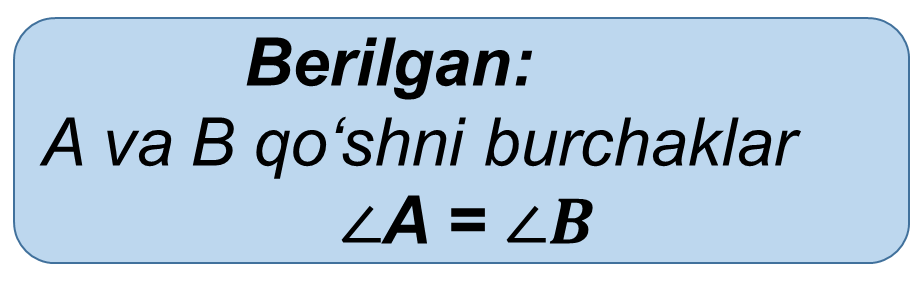 Berilgan:
A va B qo‘shni burchaklar
∠A = ∠B